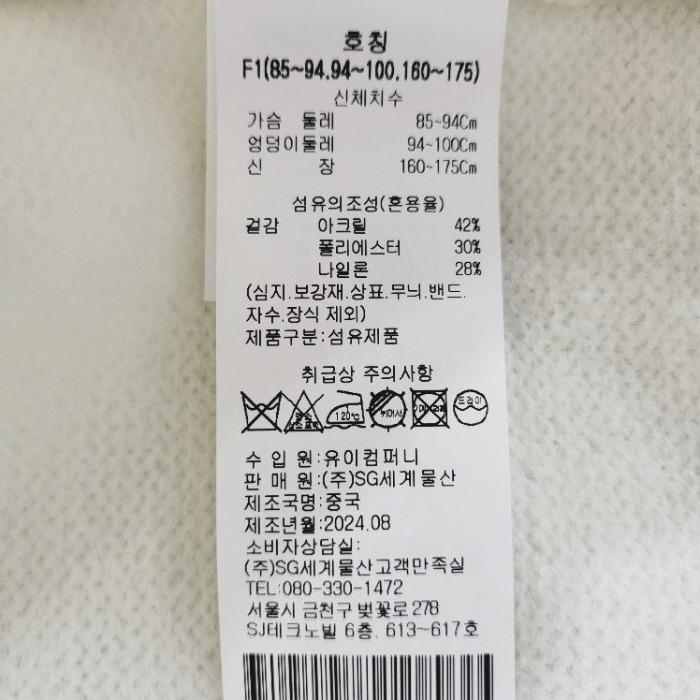 호칭
F1(85~94.94~100.160~175)
신체치수
가슴 둘레 85~94Cm
엉덩이둘레 94~100Cm
신 장 160~175Cm
섬유의조성(혼용율)
겉감 아크릴 42%
폴리에스터 30%
나일론 28%
(심지.보강재.상표.무늬.밴드.
자수.장식 제외)
제품구분:섬유제품
취급상 주의사항
120℃ 뉘어서 드라이
수 입 원:유이컴퍼니
판 매 원:(주)SG세계물산
제조국명:중국
제조년월:2024.08
소비자상담실:
(주)SG세계물산고객만족실
TEL:080-330-1472
서울시 금천구 벚꽃로278
SJ테크노빌 6층. 613~617호